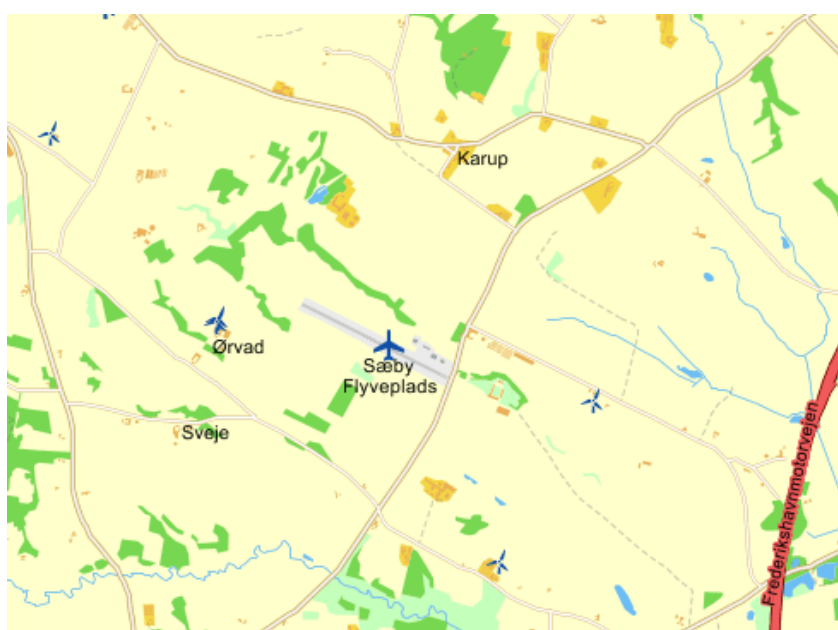 Karup
Ørvad
Sæby
Flyveplads
Sveje
Frederikshavnmotorvejen